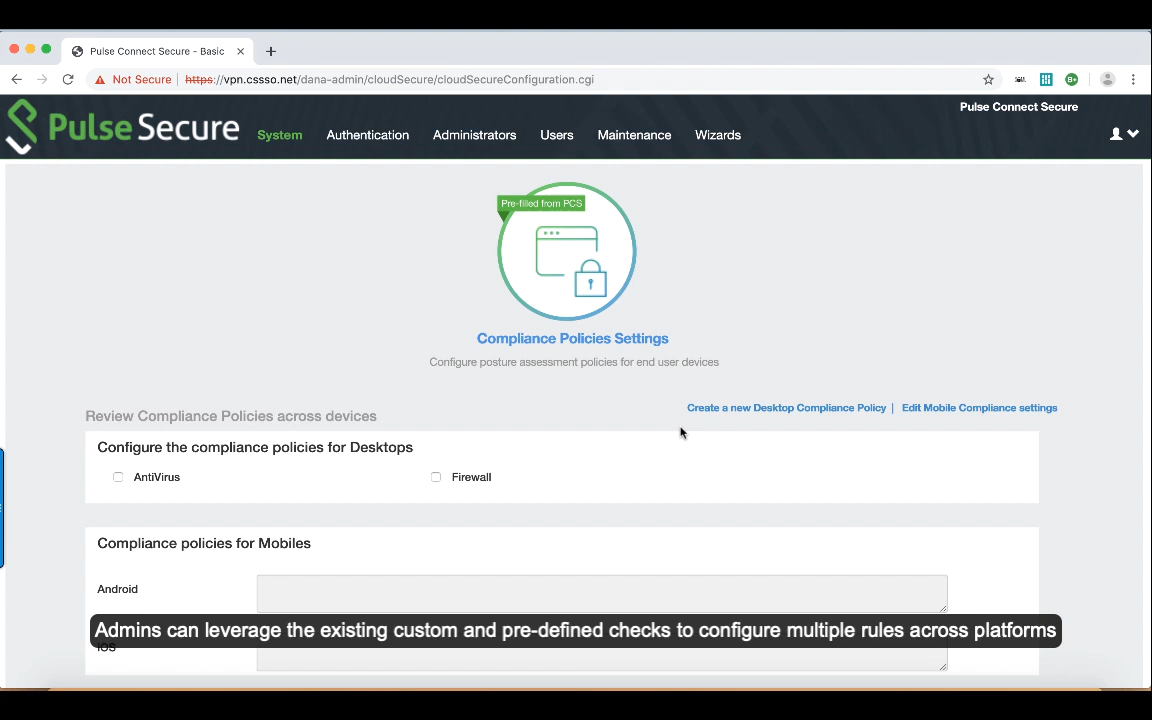 Pulse Connect Secure - Basic
Not Secure
https://vpn.cssso.net/dana-admin/cloudSecure/cloudSecureConfiguration.cgi
Pulse Connect Secure
Pulse Secure
System
Authentication
Administrators
Users
Maintenance
Wizards
Pre-filled from PCS
Compliance Policies Settings
Configure posture assessment policies for end user devices
Review Compliance Policies across devices
Create a new Desktop Compliance Policy | Edit Mobile Compliance settings
Configure the compliance policies for Desktops
AntiVirus
Firewall
Compliance policies for Mobiles
Android
Admins can leverage the existing custom and pre-defined checks to configure multiple rules across platforms
iOS